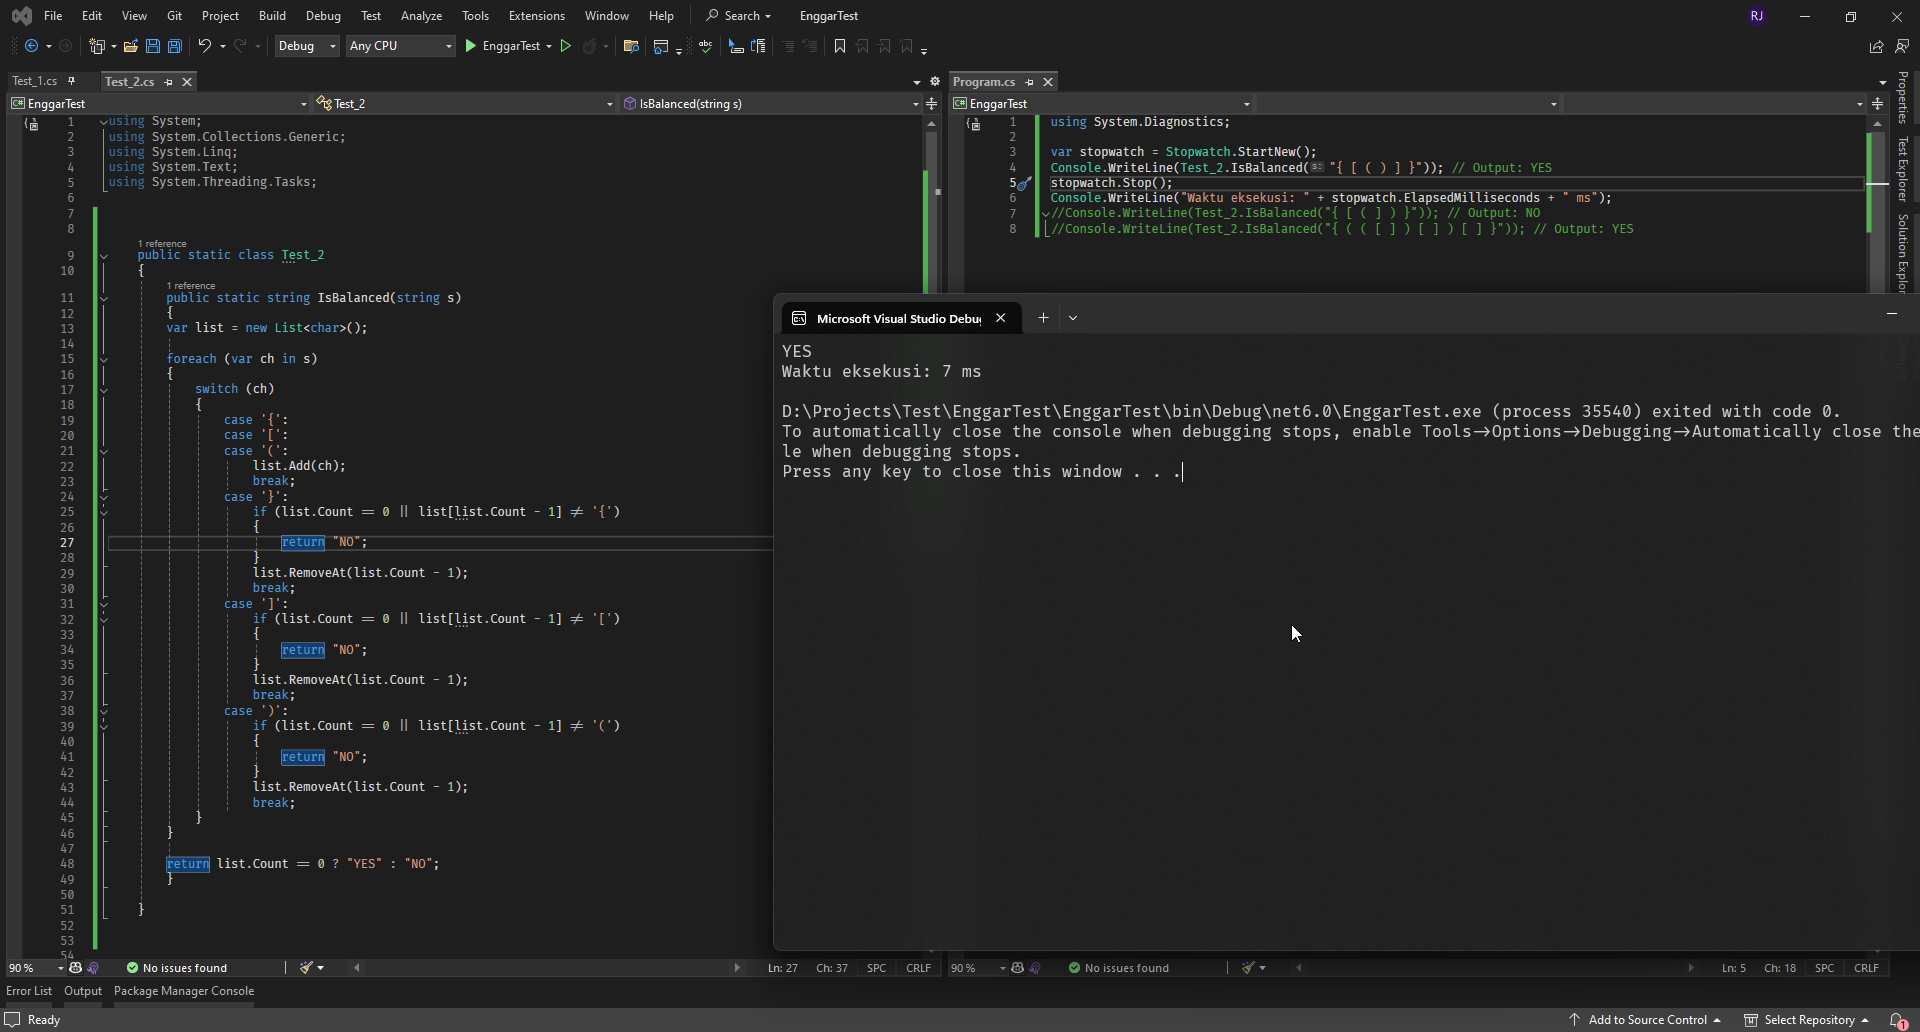 File Edit View Git Project Build Debug Test Analyze Tools Extensions Window Help Search EnggarTest RJ
Debug Any CPU EnggarTest
Test_1.cs Test_2.cs
EnggarTest Test_2 IsBalanced(string s)
1 using System;
2 using System.Collections.Generic;
3 using System.Linq;
4 using System.Text;
5 using System.Threading.Tasks;
6
7
8
1 reference
9 public static class Test_2
10 {
1 reference
11 public static string IsBalanced(string s)
12 {
13 var list = new List<char>();
14
15 foreach (var ch in s)
16 {
17 switch (ch)
18 {
19 case '{':
20 case '[':
21 case '(':
22 list.Add(ch);
23 break;
24 case '}':
25 if (list.Count == 0 || list[list.Count - 1] != '{')
26 {
27 return "NO";
28 }
29 list.RemoveAt(list.Count - 1);
30 break;
31 case ']':
32 if (list.Count == 0 || list[list.Count - 1] != '[')
33 {
34 return "NO";
35 }
36 list.RemoveAt(list.Count - 1);
37 break;
38 case ')':
39 if (list.Count == 0 || list[list.Count - 1] != '(')
40 {
41 return "NO";
42 }
43 list.RemoveAt(list.Count - 1);
44 break;
45 }
46 }
47
48 return list.Count == 0 ? "YES" : "NO";
49 }
50
51 }
52
53
54
90 % No issues found Ln: 27 Ch: 37 SPC CRLF
Program.cs
EnggarTest
1 using System.Diagnostics;
2
3 var stopwatch = Stopwatch.StartNew();
4 Console.WriteLine(Test_2.IsBalanced(s: "{ [ ( ) ] }")); // Output: YES
5 stopwatch.Stop();
6 Console.WriteLine("Waktu eksekusi: " + stopwatch.ElapsedMilliseconds + " ms");
7 //Console.WriteLine(Test_2.IsBalanced("{ [ ( ] ) }")); // Output: NO
8 //Console.WriteLine(Test_2.IsBalanced("{ ( ( [ ] ) [ ] ) [ ] }")); // Output: YES
Properties
Test Explorer
Solution Explor
Microsoft Visual Studio Debu
YES
Waktu eksekusi: 7 ms
D:\Projects\Test\EnggarTest\EnggarTest\bin\Debug\net6.0\EnggarTest.exe (process 35540) exited with code 0.
To automatically close the console when debugging stops, enable Tools->Options->Debugging->Automatically close the
le when debugging stops.
Press any key to close this window . . .
90 % No issues found Ln: 5 Ch: 18 SPC CRLF
Error List Output Package Manager Console
Ready Add to Source Control Select Repository 1